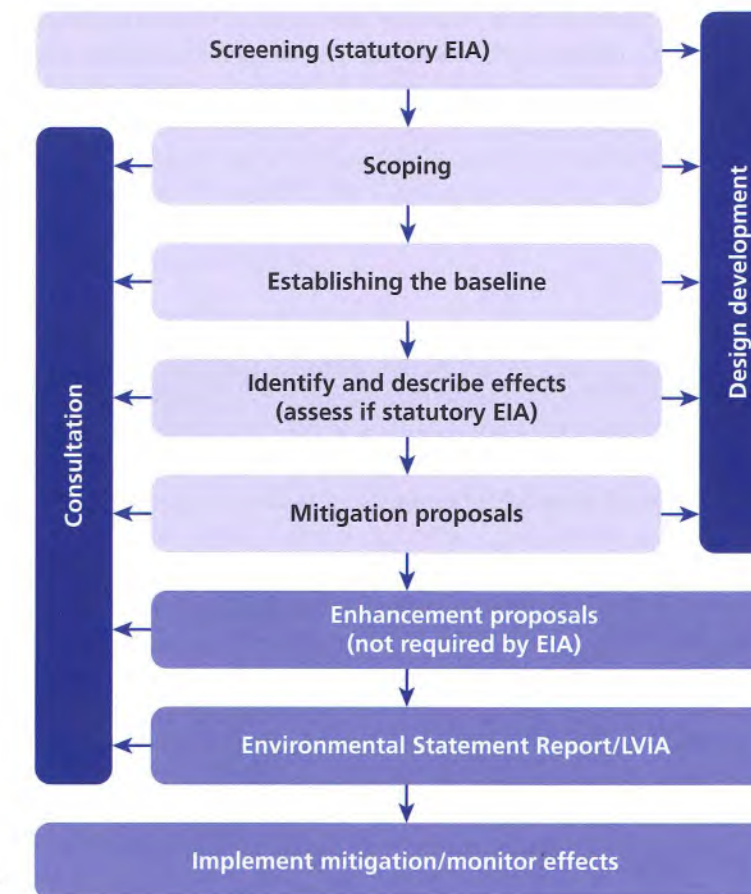 Screening (statutory EIA)
Scoping
Establishing the baseline
Identify and describe effects
(assess if statutory EIA)
Mitigation proposals
Enhancement proposals
(not required by EIA)
Environmental Statement Report/LVIA
Implement mitigation/monitor effects
Consultation
Design development